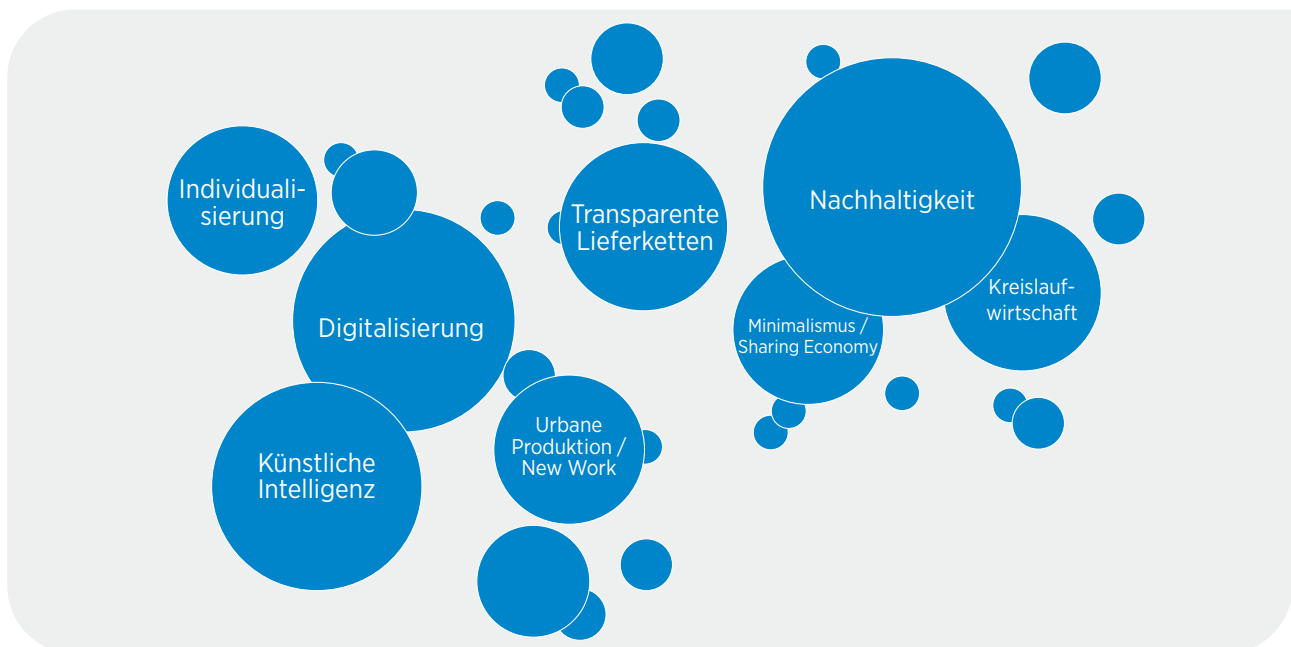 Individuali-
sierung
Transparente
Lieferketten
Nachhaltigkeit
Digitalisierung
Minimalismus /
Sharing Economy
Kreislauf-
wirtschaft
Künstliche
Intelligenz
Urbane
Produktion /
New Work